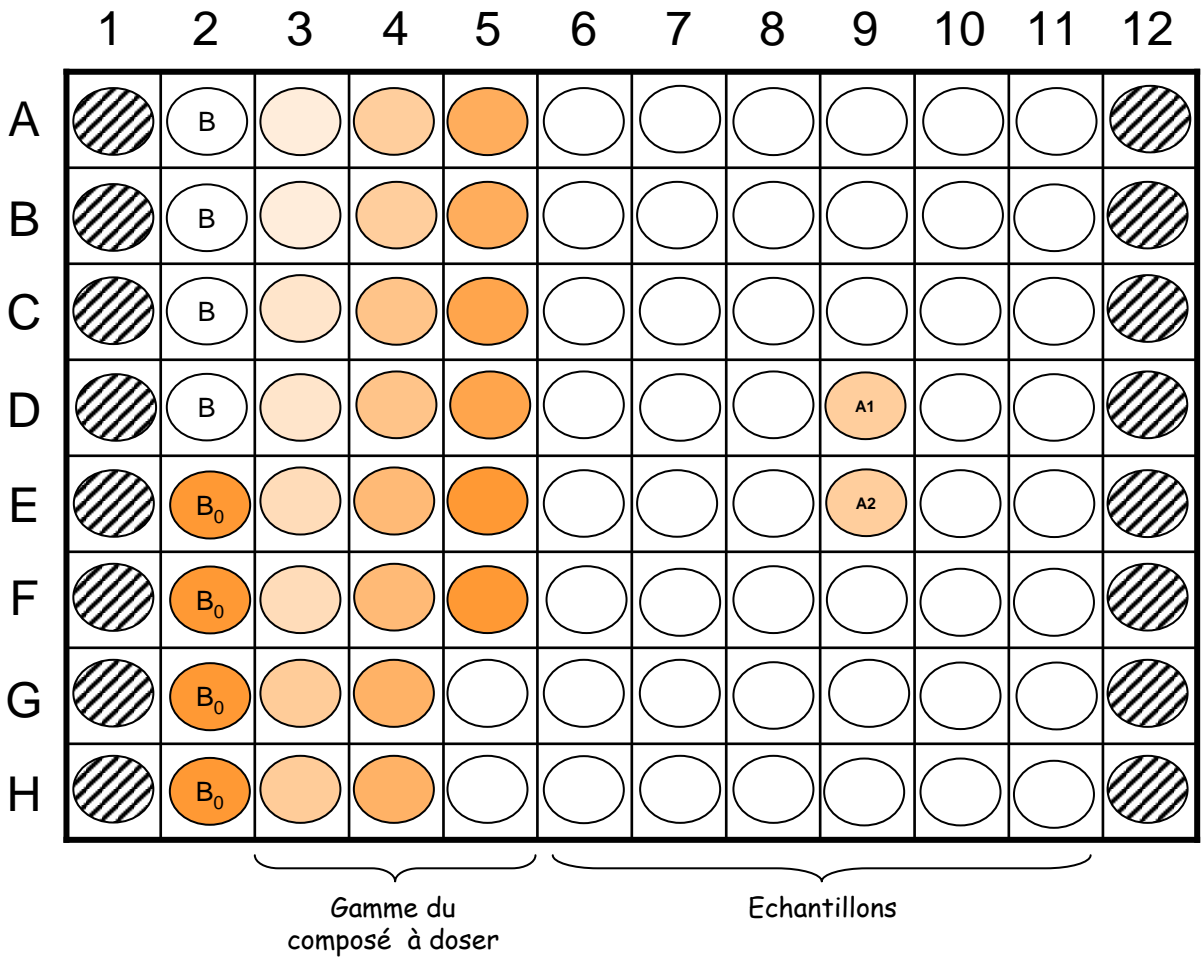 1 2 3 4 5 6 7 8 9 10 11 12
A B
B B
C B
D B A1
E B₀ A2
F B₀
G B₀
H B₀
Gamme du
composé à doser
Echantillons